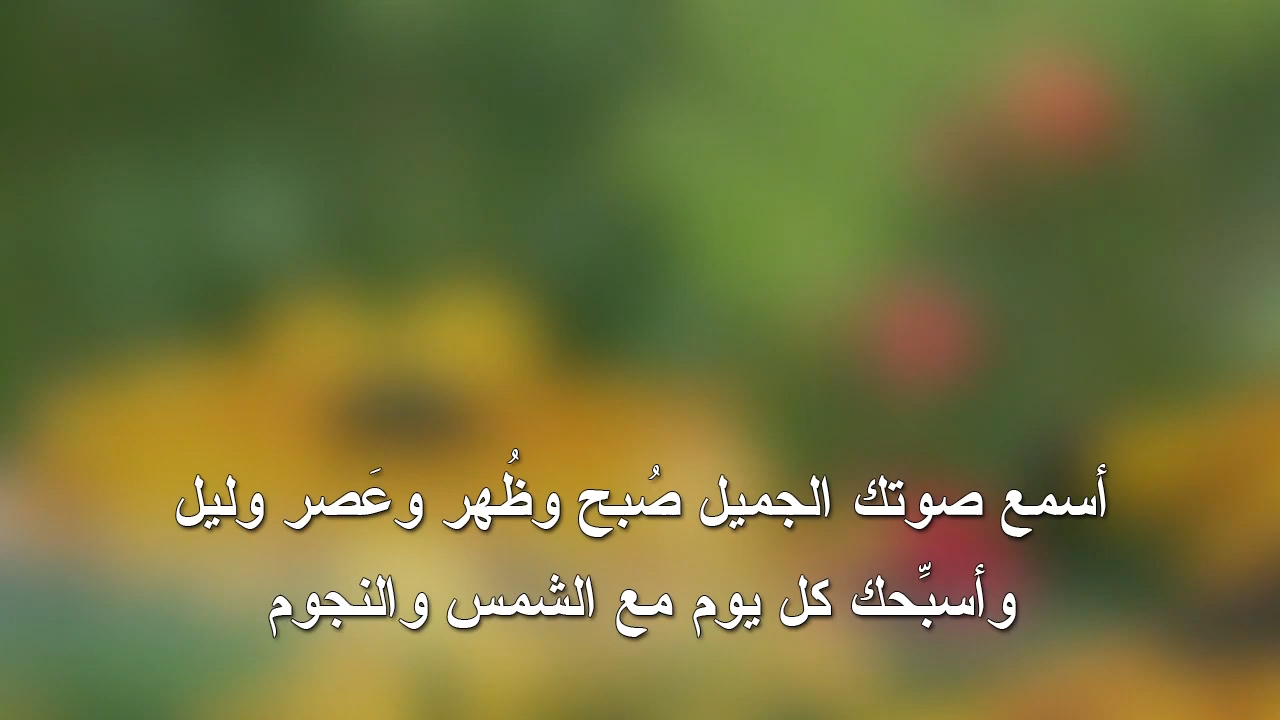 أسمع صوتك الجميل صُبح وظُهر وعَصر وليل
وأسبِّحك كل يوم مع الشمس والنجوم